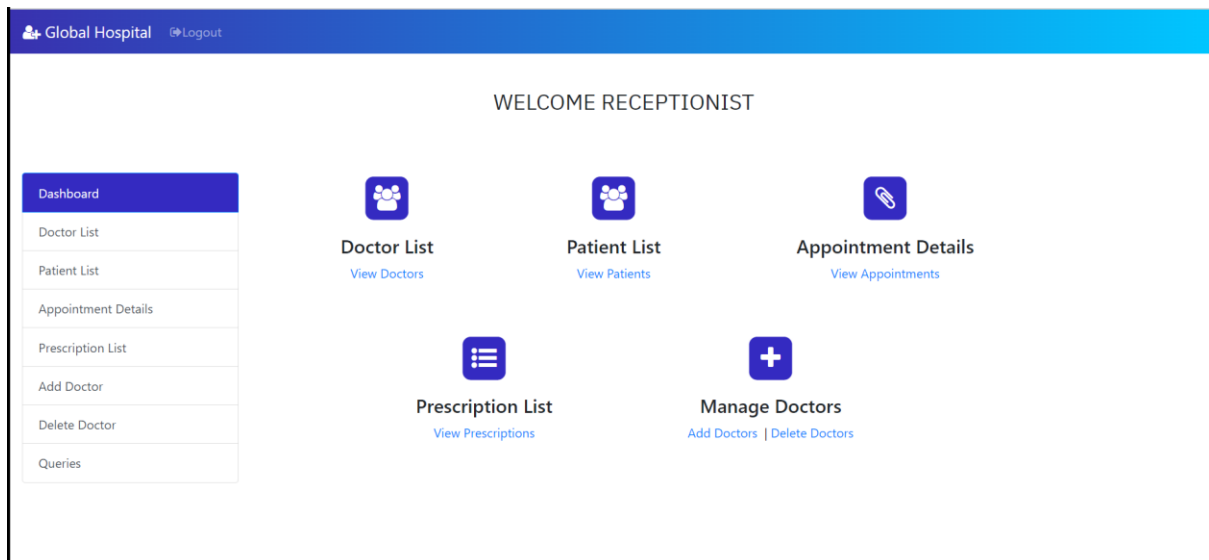 Global Hospital Logout
WELCOME RECEPTIONIST
Dashboard
Doctor List
Patient List
Appointment Details
Prescription List
Add Doctor
Delete Doctor
Queries
Doctor List
View Doctors
Patient List
View Patients
Appointment Details
View Appointments
Prescription List
View Prescriptions
Manage Doctors
Add Doctors | Delete Doctors